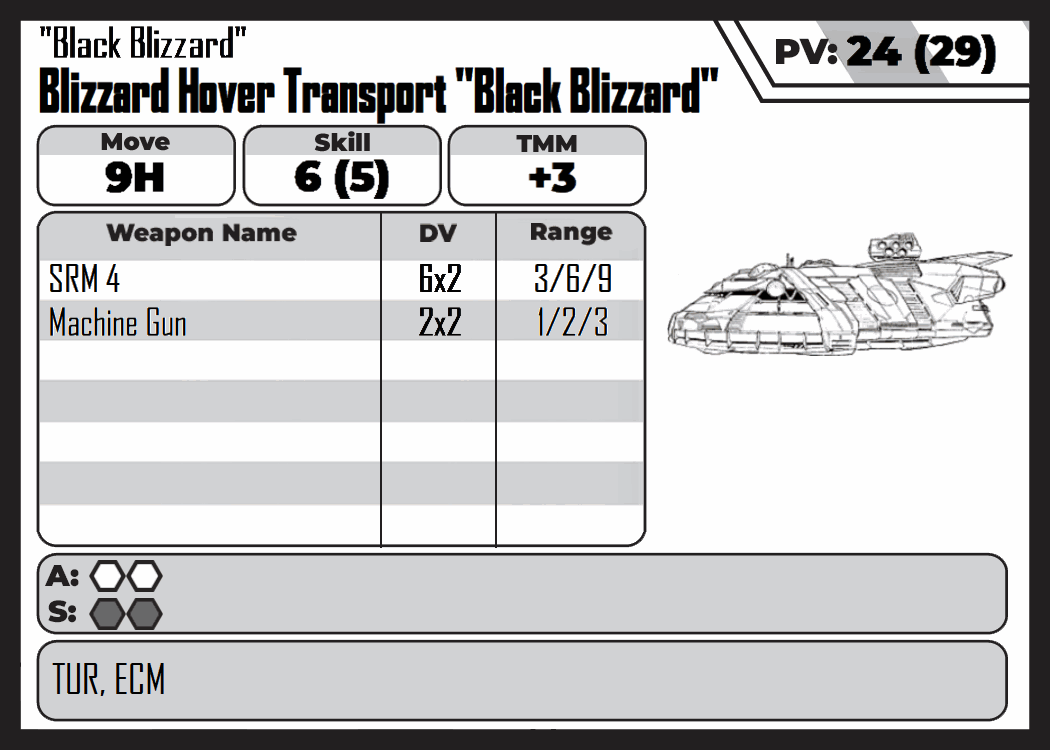 "Black Blizzard"
PV: 24 (29)
Blizzard Hover Transport "Black Blizzard"
Move Skill TMM
9H 6 (5) +3
Weapon Name DV Range
SRM 4 6x2 3/6/9
Machine Gun 2x2 1/2/3
A:
S:
TUR, ECM